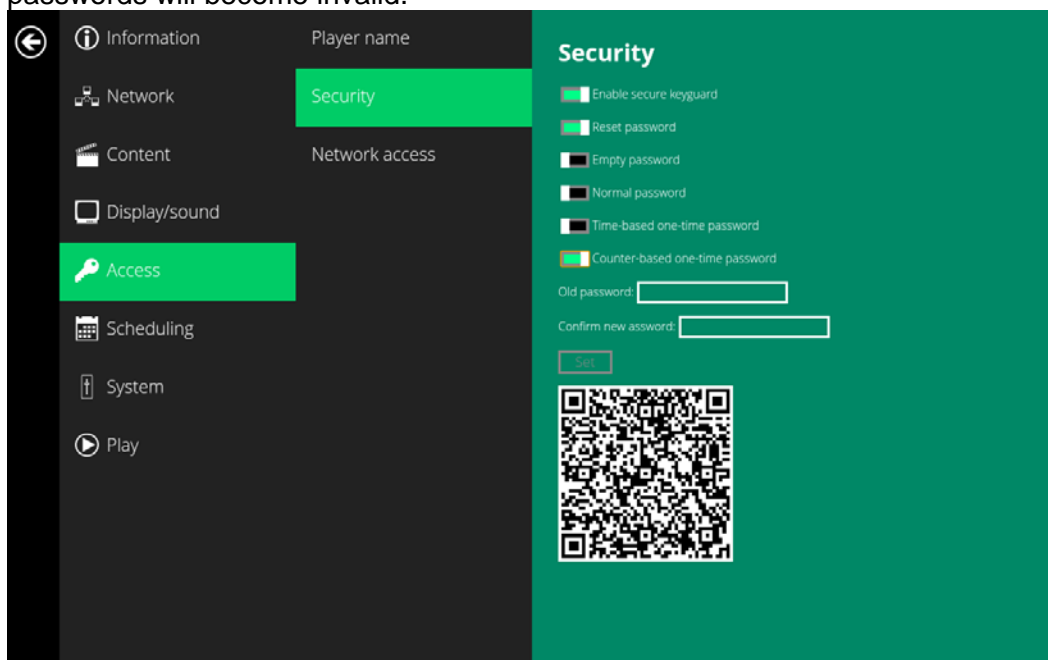 passwords will become invalid.
Information
Network
Content
Display/sound
Access
Scheduling
System
Play
Player name
Security
Network access
Security
Enable secure keyguard
Reset password
Empty password
Normal password
Time-based one-time password
Counter-based one-time password
Old password:
Confirm new assword:
Set